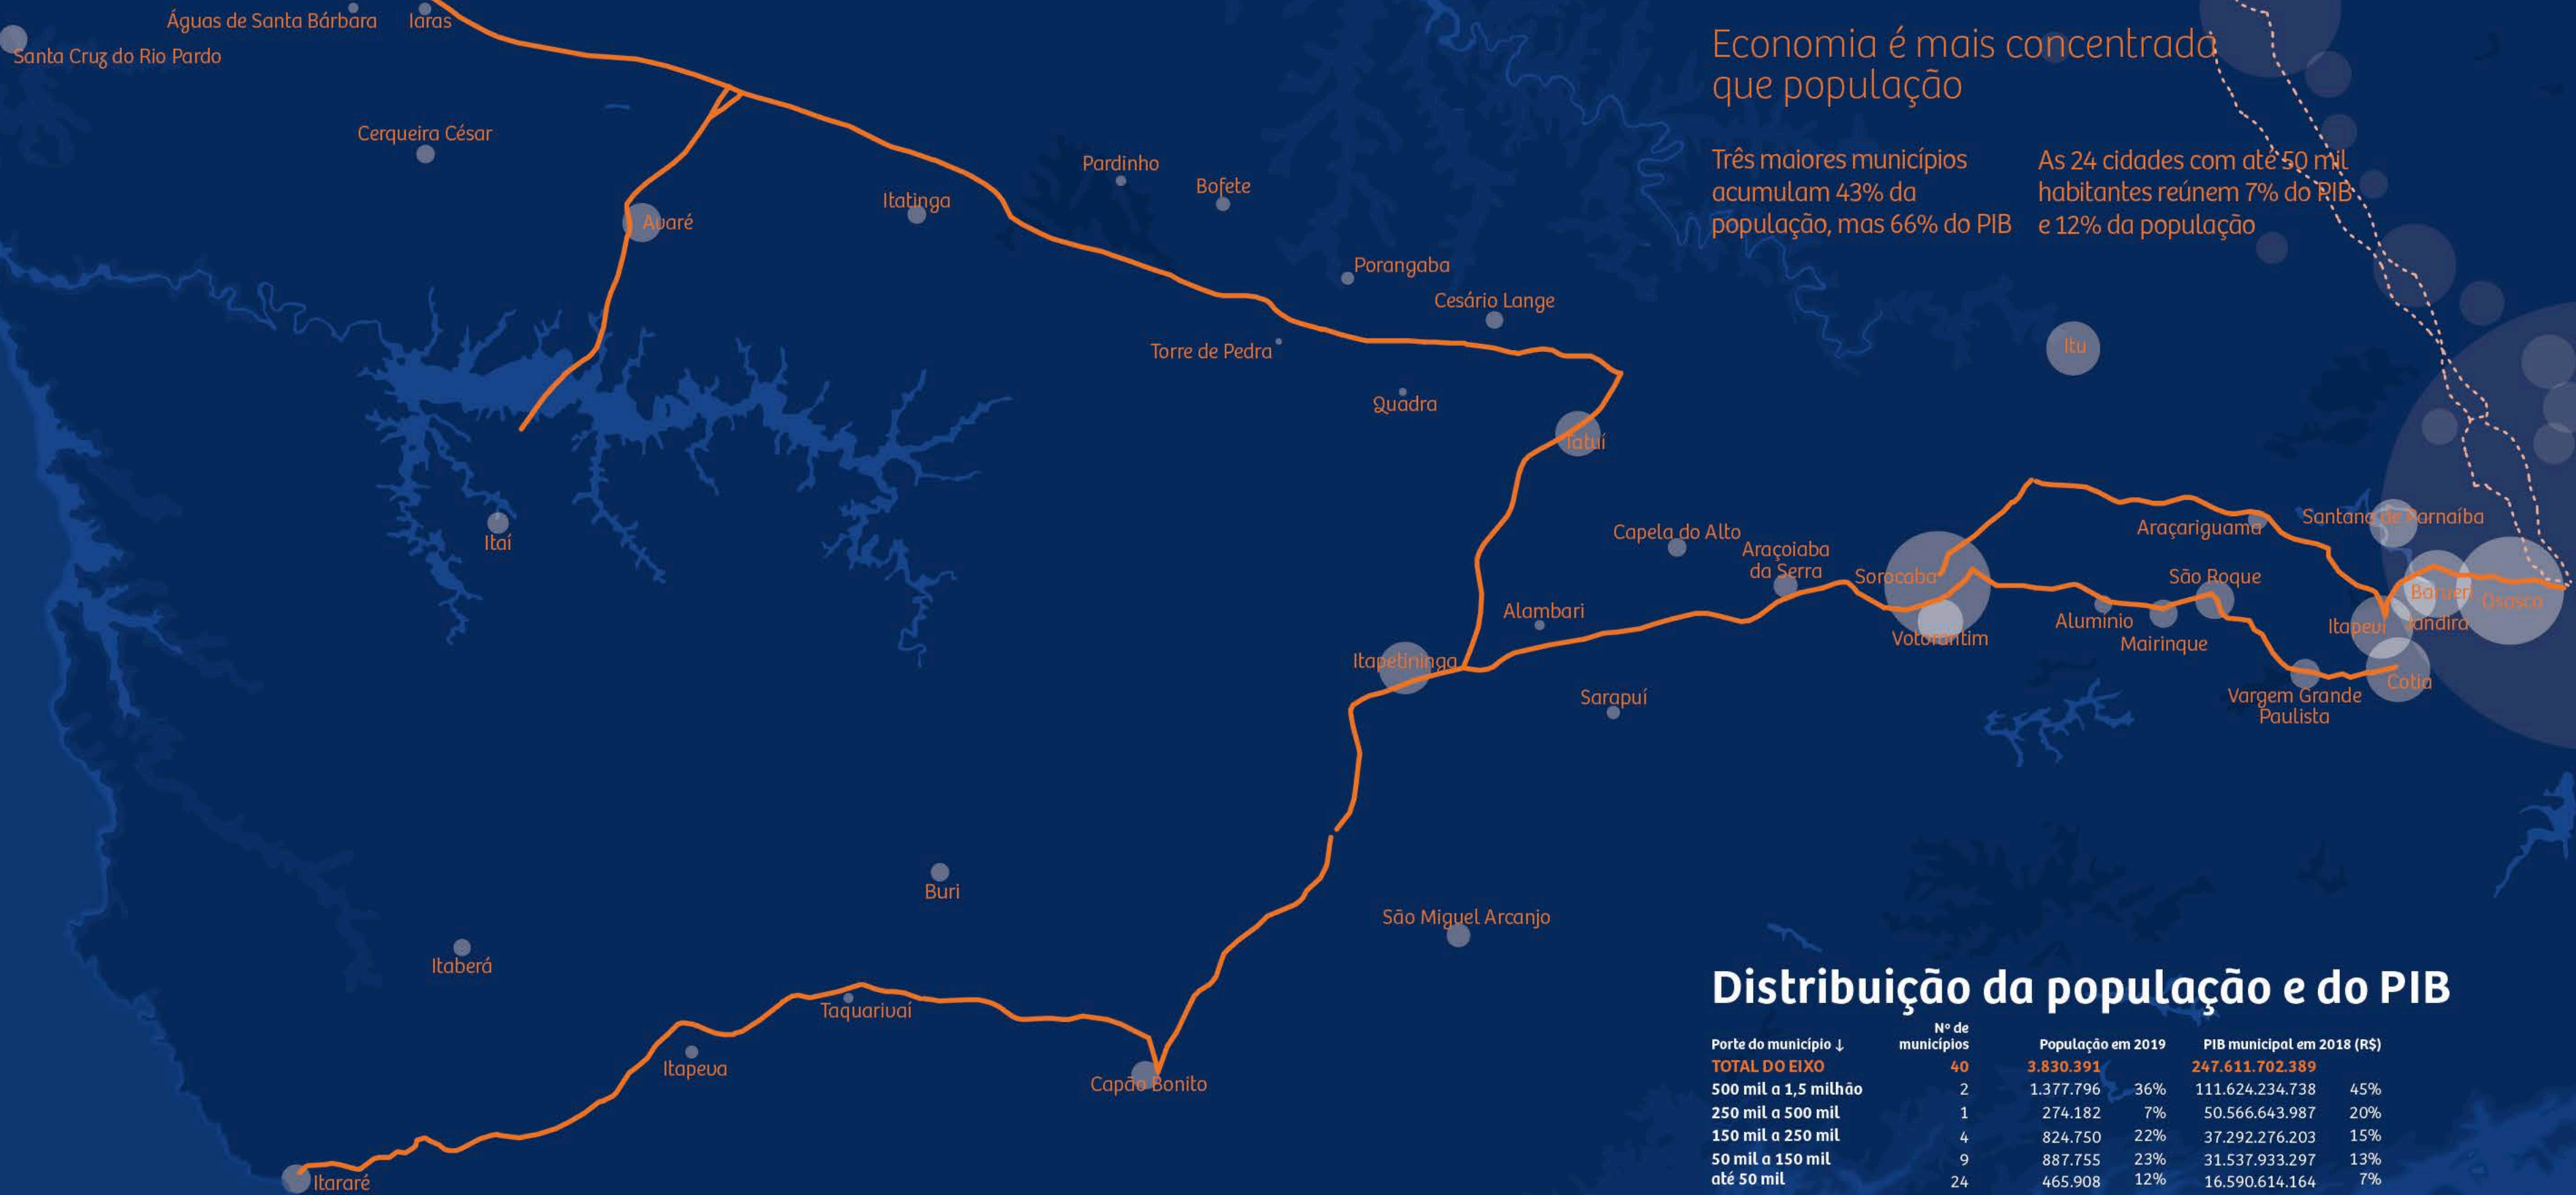 Águas de Santa Bárbara
Iaras
Santa Cruz do Rio Pardo
Economia é mais concentrada
que população
Três maiores municípios
acumulam 43% da
população, mas 66% do PIB
As 24 cidades com até 50 mil
habitantes reúnem 7% do PIB
e 12% da população
Cerqueira César
Pardinho
Bofete
Itatinga
Avaré
Porangaba
Cesário Lange
Torre de Pedra
Itu
Quadra
Tatuí
Itaí
Capela do Alto
Araçoiaba
da Serra
Sorocaba
Araçariguama
Santana de Parnaíba
São Roque
Barueri
Osasco
Alambari
Votorantim
Alumínio
Mairinque
Itapevi
Jandira
Itapetininga
Sarapuí
Vargem Grande
Paulista
Cotia
Buri
São Miguel Arcanjo
Itaberá
Taquarivaí
Itapeva
Capão Bonito
Itararé
Distribuição da população e do PIB
Porte do município ↓ Nº de municípios População em 2019 PIB municipal em 2018 (R$)
TOTAL DO EIXO 40 3.830.391 247.611.702.389
500 mil a 1,5 milhão 2 1.377.796 36% 111.624.234.738 45%
250 mil a 500 mil 1 274.182 7% 50.566.643.987 20%
150 mil a 250 mil 4 824.750 22% 37.292.276.203 15%
50 mil a 150 mil 9 887.755 23% 31.537.933.297 13%
até 50 mil 24 465.908 12% 16.590.614.164 7%